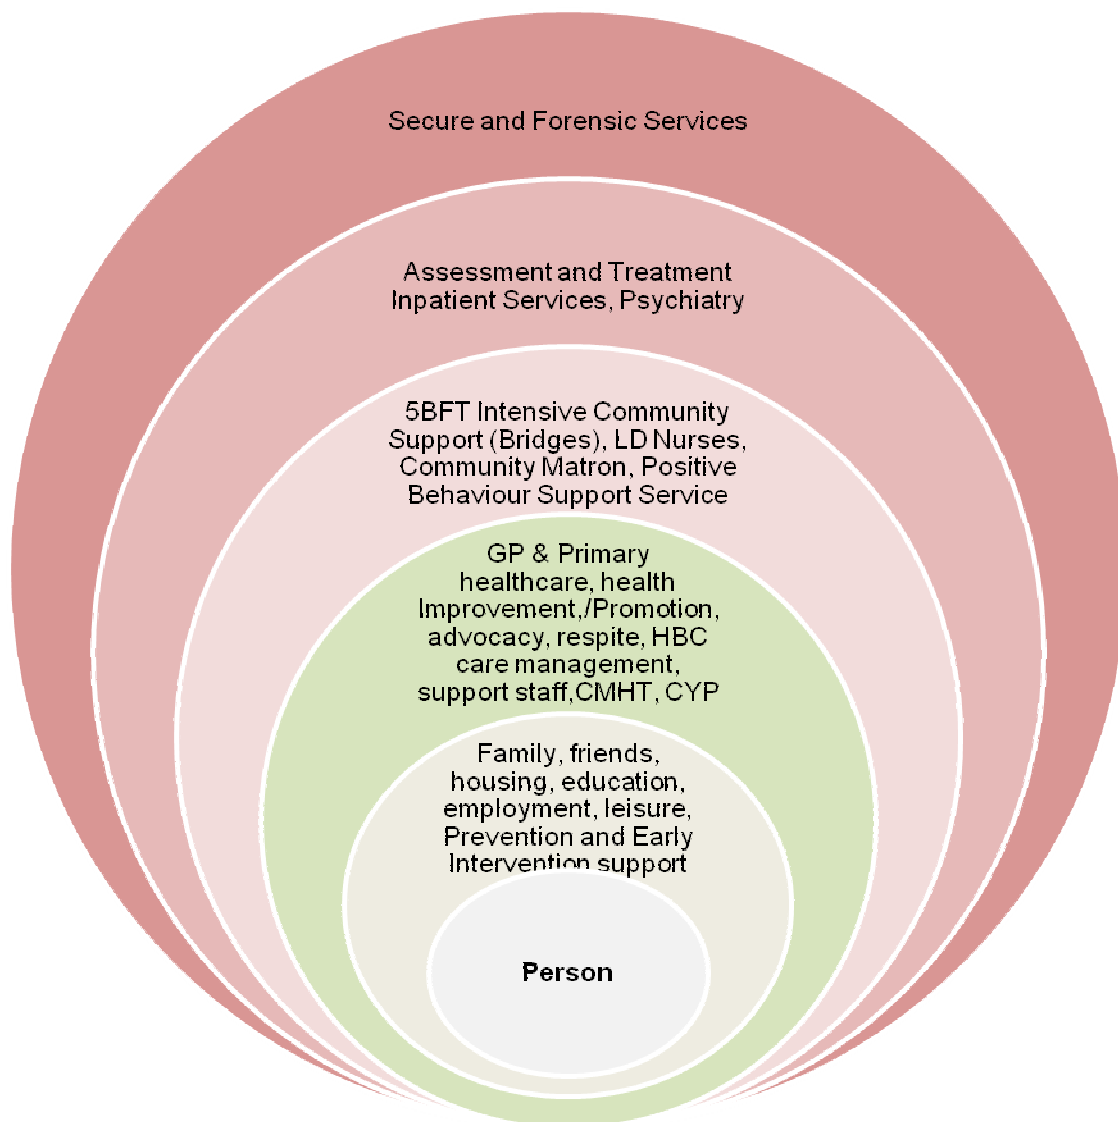 Secure and Forensic Services
Assessment and Treatment
Inpatient Services, Psychiatry
5BFT Intensive Community
Support (Bridges), LD Nurses,
Community Matron, Positive
Behaviour Support Service
GP & Primary
healthcare, health
Improvement,/Promotion,
advocacy, respite, HBC
care management,
support staff,CMHT, CYP
Family, friends,
housing, education,
employment, leisure,
Prevention and Early
Intervention support
Person